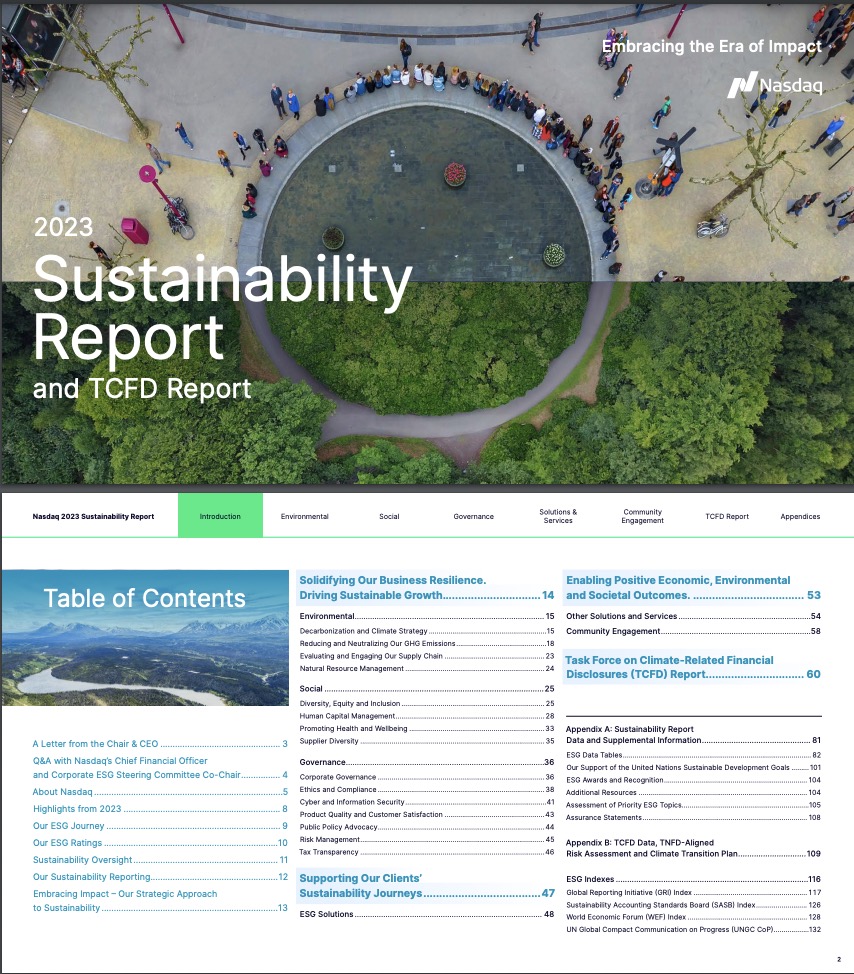 Embracing the Era of Impact
Nasdaq
2023
Sustainability
Report
and TCFD Report
Nasdaq 2023 Sustainability Report
Introduction
Environmental
Social
Governance
Solutions &
Services
Community
Engagement
TCFD Report
Appendices
Table of Contents
A Letter from the Chair & CEO ........ 3
Q&A with Nasdaq's Chief Financial Officer
and Corporate ESG Steering Committee Co-Chair........ 4
About Nasdaq ........ 5
Highlights from 2023 ........ 8
Our ESG Journey ........ 9
Our ESG Ratings ........10
Sustainability Oversight ........ 11
Our Sustainability Reporting........12
Embracing Impact – Our Strategic Approach
to Sustainability ........13
Solidifying Our Business Resilience.
Driving Sustainable Growth........ 14
Environmental........ 15
Decarbonization and Climate Strategy ........15
Reducing and Neutralizing Our GHG Emissions........18
Evaluating and Engaging Our Supply Chain ........ 23
Natural Resource Management ........ 24
Social ........25
Diversity, Equity and Inclusion ........ 25
Human Capital Management........ 28
Promoting Health and Wellbeing ........ 33
Supplier Diversity ........ 35
Governance........36
Corporate Governance ........ 36
Ethics and Compliance ........ 38
Cyber and Information Security........41
Product Quality and Customer Satisfaction ........ 43
Public Policy Advocacy........ 44
Risk Management........ 45
Tax Transparency ........ 46
Supporting Our Clients'
Sustainability Journeys........47
ESG Solutions ........ 48
Enabling Positive Economic, Environmental
and Societal Outcomes. ........ 53
Other Solutions and Services ........54
Community Engagement........58
Task Force on Climate-Related Financial
Disclosures (TCFD) Report........ 60
Appendix A: Sustainability Report
Data and Supplemental Information........ 81
ESG Data Tables........ 82
Our Support of the United Nations Sustainable Development Goals ........101
ESG Awards and Recognition........ 104
Additional Resources ........ 104
Assessment of Priority ESG Topics........105
Assurance Statements........ 108
Appendix B: TCFD Data, TNFD-Aligned
Risk Assessment and Climate Transition Plan........109
ESG Indexes ........116
Global Reporting Initiative (GRI) Index ........ 117
Sustainability Accounting Standards Board (SASB) Index........ 126
World Economic Forum (WEF) Index ........ 128
UN Global Compact Communication on Progress (UNGC CoP)........132
2